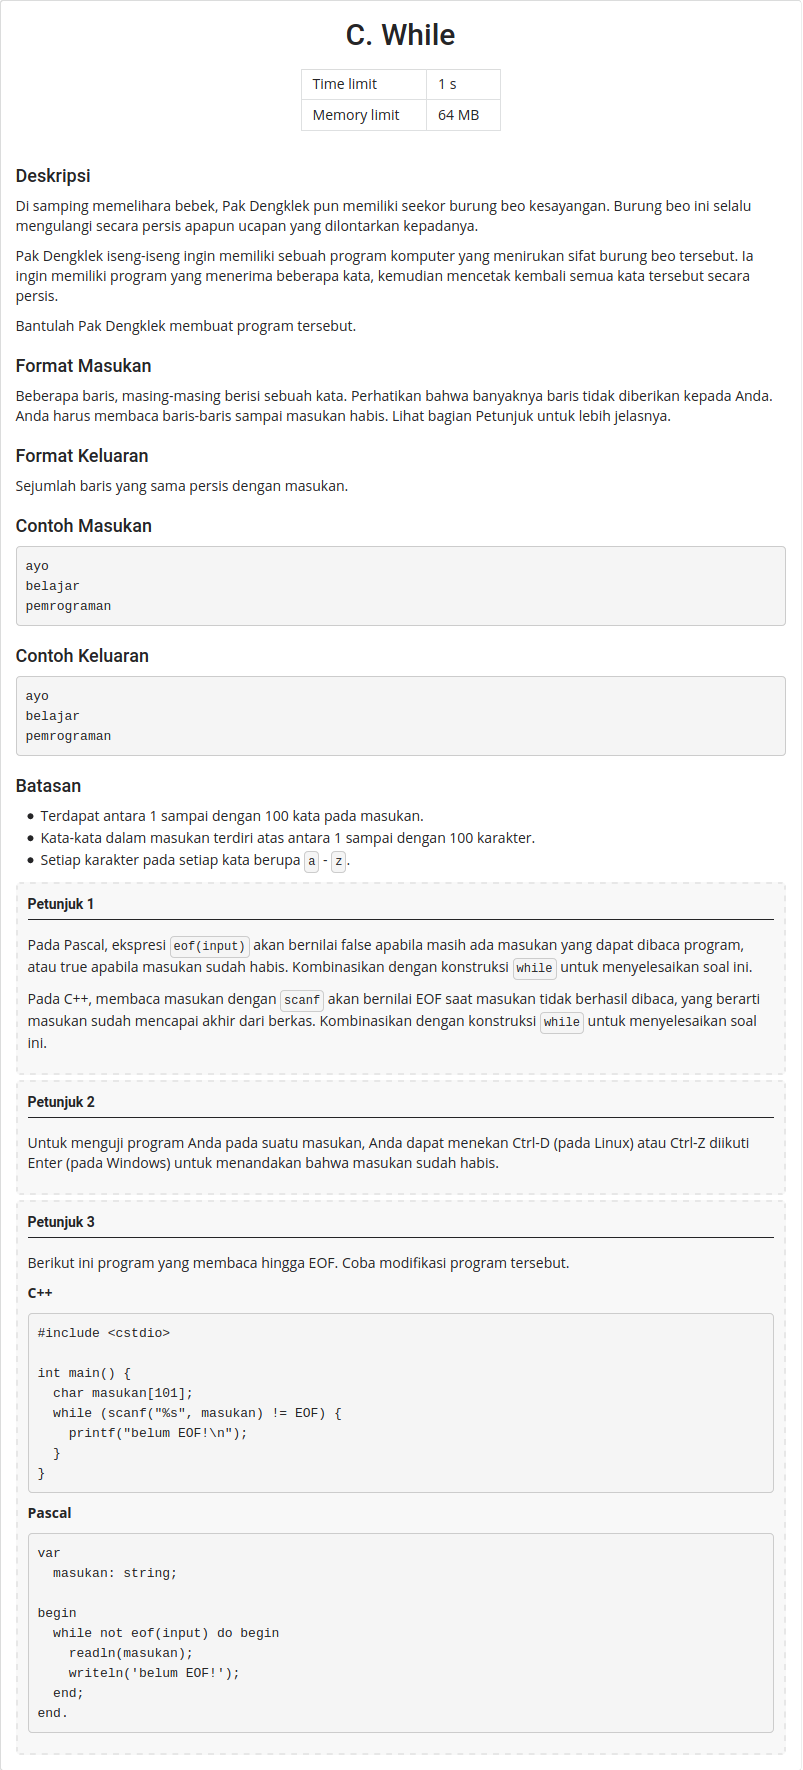 C. While
Time limit 1 s
Memory limit 64 MB
Deskripsi
Di samping memelihara bebek, Pak Dengklek pun memiliki seekor burung beo kesayangan. Burung beo ini selalu
mengulangi secara persis apapun ucapan yang dilontarkan kepadanya.
Pak Dengklek iseng-iseng ingin memiliki sebuah program komputer yang menirukan sifat burung beo tersebut. Ia
ingin memiliki program yang menerima beberapa kata, kemudian mencetak kembali semua kata tersebut secara
persis.
Bantulah Pak Dengklek membuat program tersebut.
Format Masukan
Beberapa baris, masing-masing berisi sebuah kata. Perhatikan bahwa banyaknya baris tidak diberikan kepada Anda.
Anda harus membaca baris-baris sampai masukan habis. Lihat bagian Petunjuk untuk lebih jelasnya.
Format Keluaran
Sejumlah baris yang sama persis dengan masukan.
Contoh Masukan
ayo
belajar
pemrograman
Contoh Keluaran
ayo
belajar
pemrograman
Batasan
• Terdapat antara 1 sampai dengan 100 kata pada masukan.
• Kata-kata dalam masukan terdiri atas antara 1 sampai dengan 100 karakter.
• Setiap karakter pada setiap kata berupa a - z.
Petunjuk 1
Pada Pascal, ekspresi eof(input) akan bernilai false apabila masih ada masukan yang dapat dibaca program,
atau true apabila masukan sudah habis. Kombinasikan dengan konstruksi while untuk menyelesaikan soal ini.
Pada C++, membaca masukan dengan scanf akan bernilai EOF saat masukan tidak berhasil dibaca, yang berarti
masukan sudah mencapai akhir dari berkas. Kombinasikan dengan konstruksi while untuk menyelesaikan soal
ini.
Petunjuk 2
Untuk menguji program Anda pada suatu masukan, Anda dapat menekan Ctrl-D (pada Linux) atau Ctrl-Z diikuti
Enter (pada Windows) untuk menandakan bahwa masukan sudah habis.
Petunjuk 3
Berikut ini program yang membaca hingga EOF. Coba modifikasi program tersebut.
C++
#include <cstdio>
int main() {
  char masukan[101];
  while (scanf("%s", masukan) != EOF) {
    printf("belum EOF!\n");
  }
}
Pascal
var
  masukan: string;
begin
  while not eof(input) do begin
    readln(masukan);
    writeln('belum EOF!');
  end;
end.